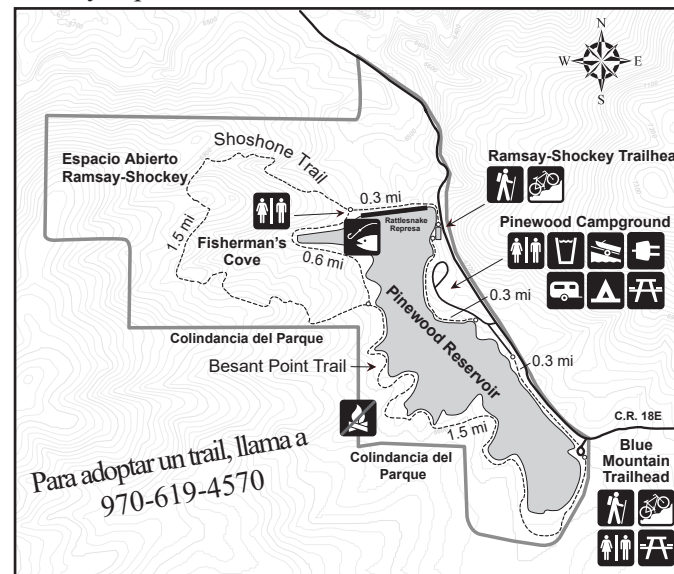 N
W E
S
Shoshone Trail
Espacio Abierto
Ramsay-Shockey
Ramsay-Shockey Trailhea
0.3 mi
Rattlesnake
Represa
Pinewood Campground
1.5 mi
Fisherman's
Cove
0.6 mi
0.3 mi
Pinewood Reservoir
Colindancia del Parque
0.3 mi
Besant Point Trail
C.R. 18E
1.5 mi
Colindancia del
Parque
Blue
Mountain
Trailhead
Para adoptar un trail, llama a
970-619-4570